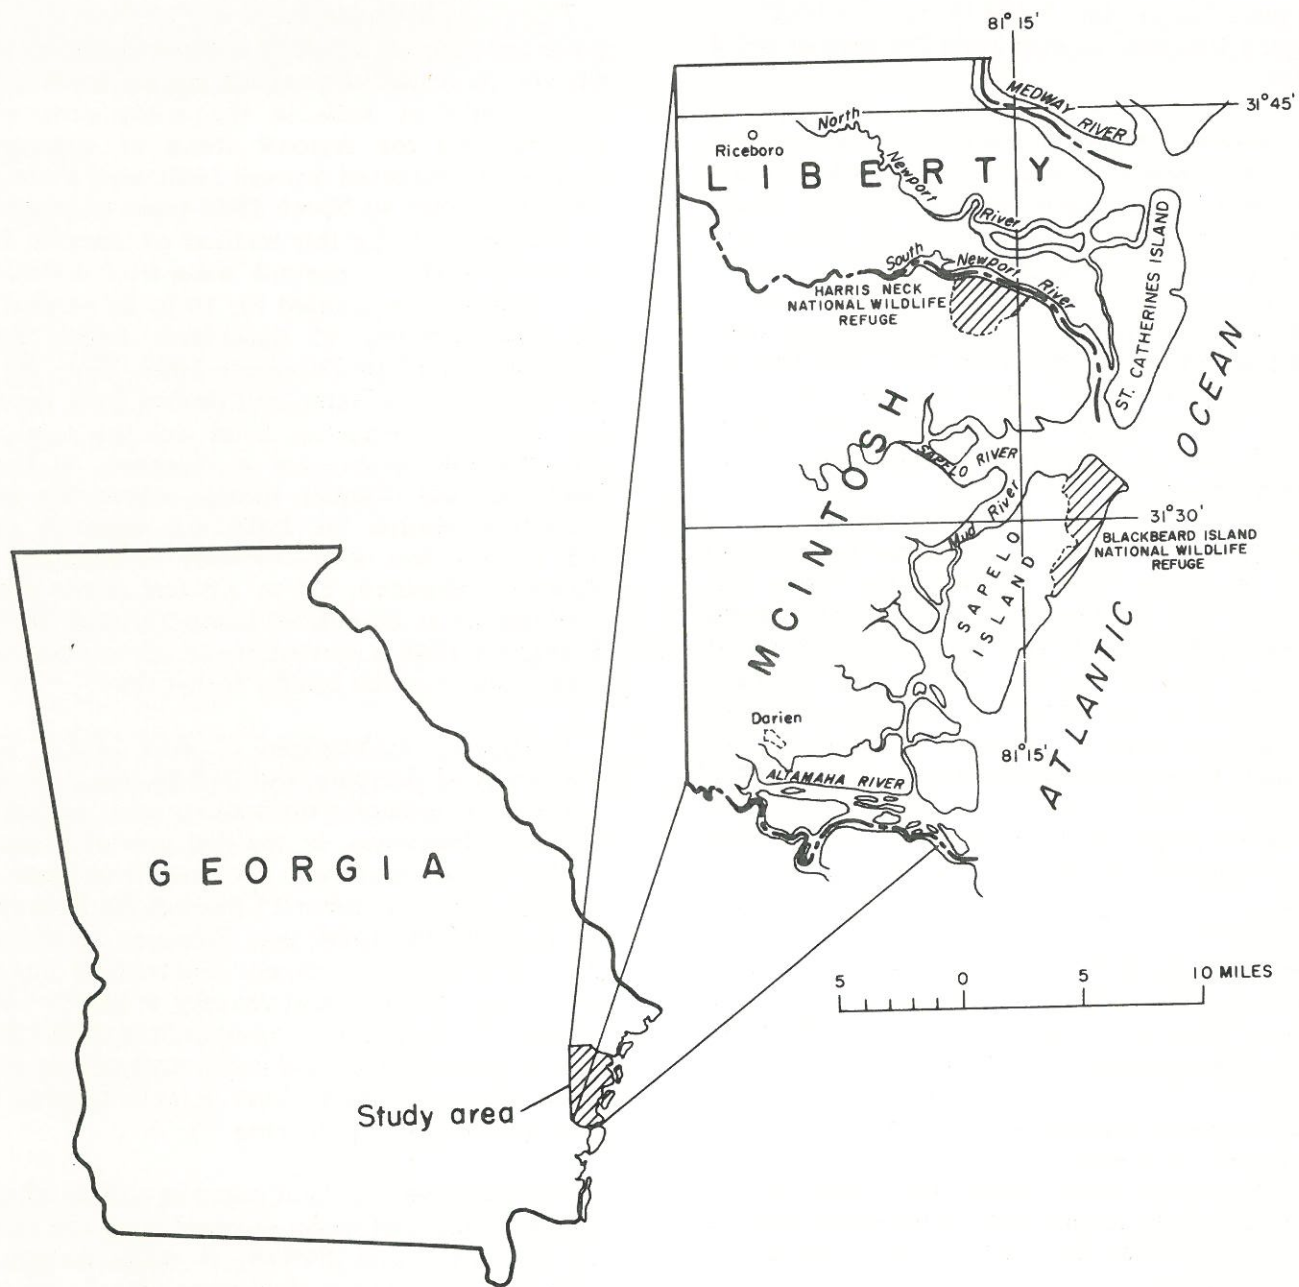 81°15'
MEDWAY RIVER
31°45'
North Newport River
Riceboro
LIBERTY
ST. CATHERINES ISLAND
South Newport River
HARRIS NECK
NATIONAL WILDLIFE
REFUGE
OCEAN
MCINTOSH
SAPELO RIVER
Mud River
31°30'
BLACKBEARD ISLAND
NATIONAL WILDLIFE
REFUGE
SAPELO
ISLAND
ATLANTIC
Darien
81°15'
ALTAMAHA RIVER
GEORGIA
5 0 5 10 MILES
Study area